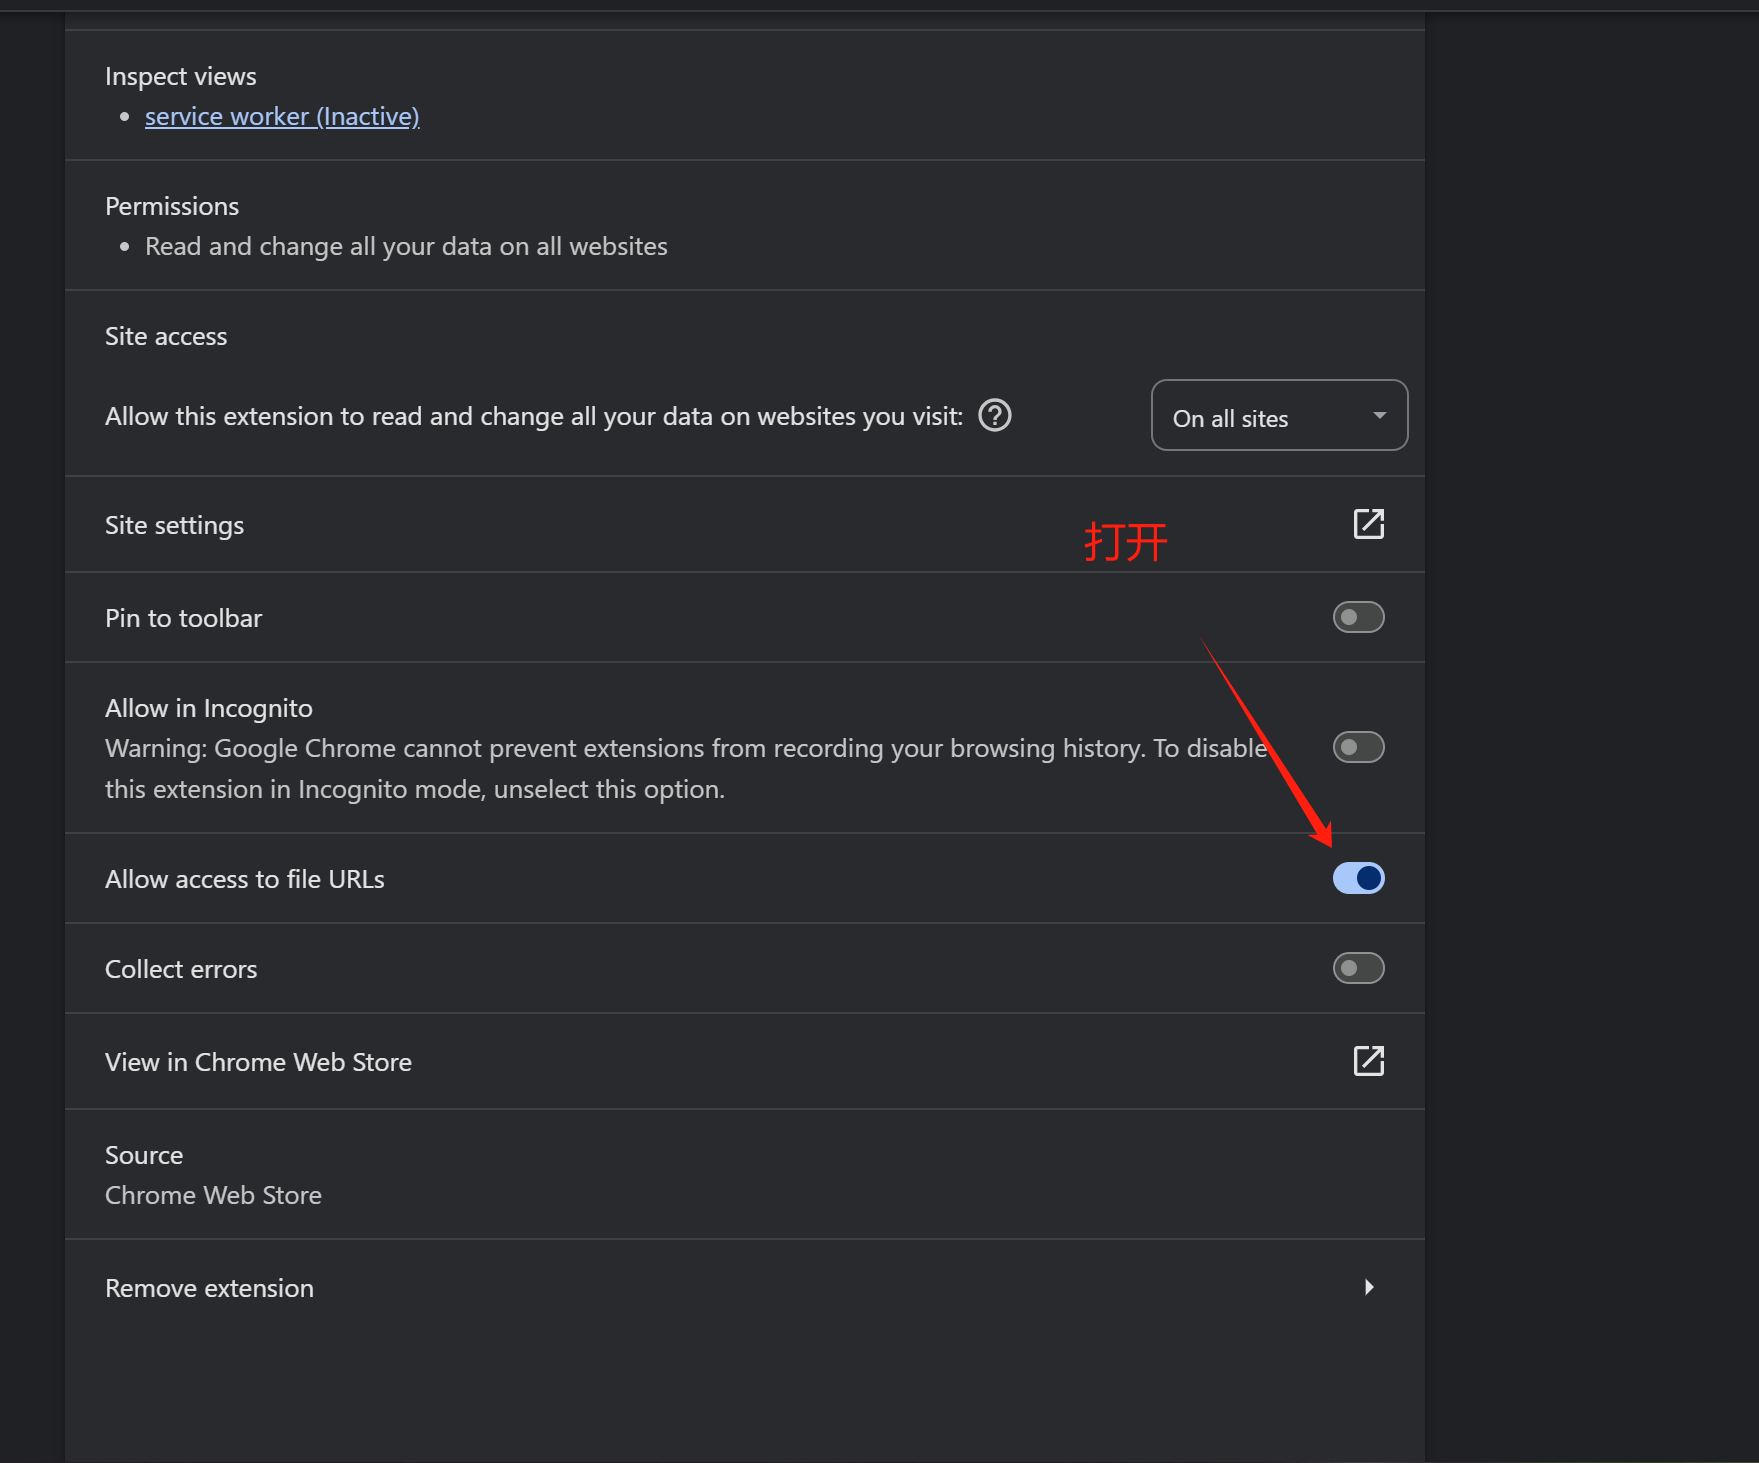 Inspect views
service worker (Inactive)
Permissions
Read and change all your data on all websites
Site access
Allow this extension to read and change all your data on websites you visit:
On all sites
Site settings
打开
Pin to toolbar
Allow in Incognito
Warning: Google Chrome cannot prevent extensions from recording your browsing history. To disable
this extension in Incognito mode, unselect this option.
Allow access to file URLs
Collect errors
View in Chrome Web Store
Source
Chrome Web Store
Remove extension